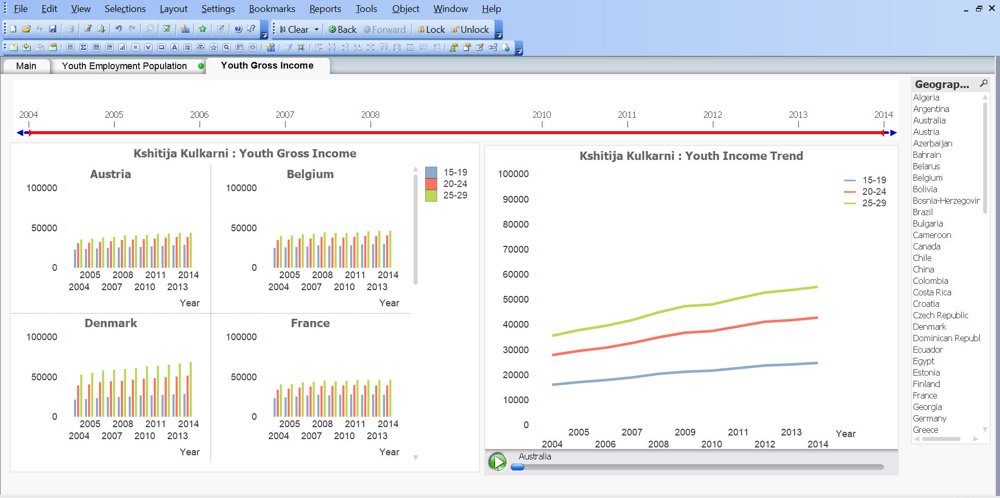 File Edit View Selections Layout Settings Bookmarks Reports Tools Object Window Help
Clear Back Forward Lock Unlock
Main Youth Employment Population Youth Gross Income
2004 2005 2006 2007 2008 2010 2011 2012 2013 2014
Kshitija Kulkarni : Youth Gross Income
15-19
20-24
25-29
Austria
100000
50000
0
2005 2008 2011 2014
2004 2007 2010 2013
Year
Belgium
100000
50000
0
2005 2008 2011 2014
2004 2007 2010 2013
Year
Denmark
100000
50000
0
2005 2008 2011 2014
2004 2007 2010 2013
Year
France
100000
50000
0
2005 2008 2011 2014
2004 2007 2010 2013
Year
Kshitija Kulkarni : Youth Income Trend
15-19
20-24
25-29
100000
90000
80000
70000
60000
50000
40000
30000
20000
10000
0
2005 2007 2009 2011 2013
2004 2006 2008 2010 2012 2014
Year
Australia
Geograp...
Algeria
Argentina
Australia
Austria
Azerbaijan
Bahrain
Belarus
Belgium
Bolivia
Bosnia-Herzegovir
Brazil
Bulgaria
Cameroon
Canada
Chile
China
Colombia
Costa Rica
Croatia
Czech Republic
Denmark
Dominican Republ
Ecuador
Egypt
Estonia
Finland
France
Georgia
Germany
Greece